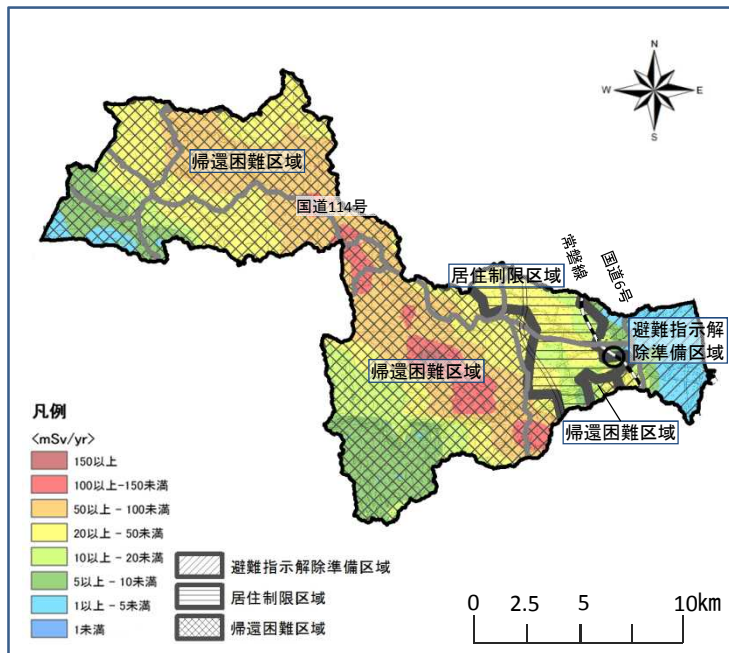 N
W
E
S
帰還困難区域
国道114号
居住制限区域
常磐線
国道6号
避難指示解
除準備区域
帰還困難区域
帰還困難区域
凡例
<mSv/yr>
150以上
100以上-150未満
50以上 - 100未満
20以上 - 50未満
10以上 - 20未満
5以上 - 10未満
1以上 - 5未満
1未満
避難指示解除準備区域
居住制限区域
帰還困難区域
0 2.5 5 10km